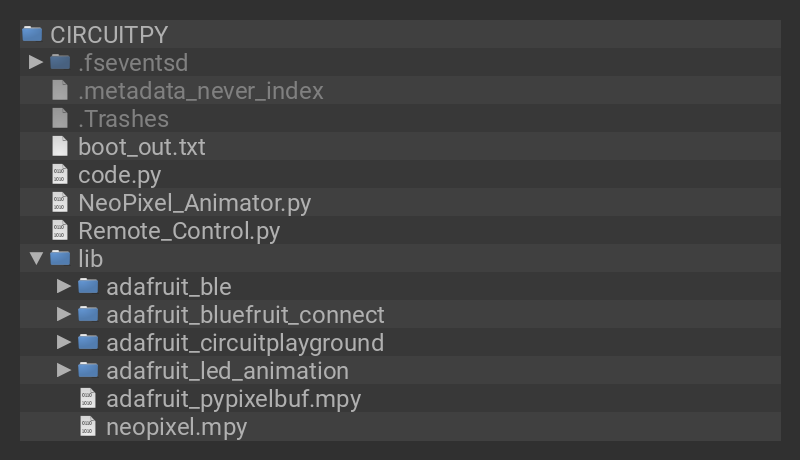 CIRCUITPY
.fseventsd
.metadata_never_index
.Trashes
boot_out.txt
code.py
NeoPixel_Animator.py
Remote_Control.py
lib
adafruit_ble
adafruit_bluefruit_connect
adafruit_circuitplayground
adafruit_led_animation
adafruit_pypixelbuf.mpy
neopixel.mpy